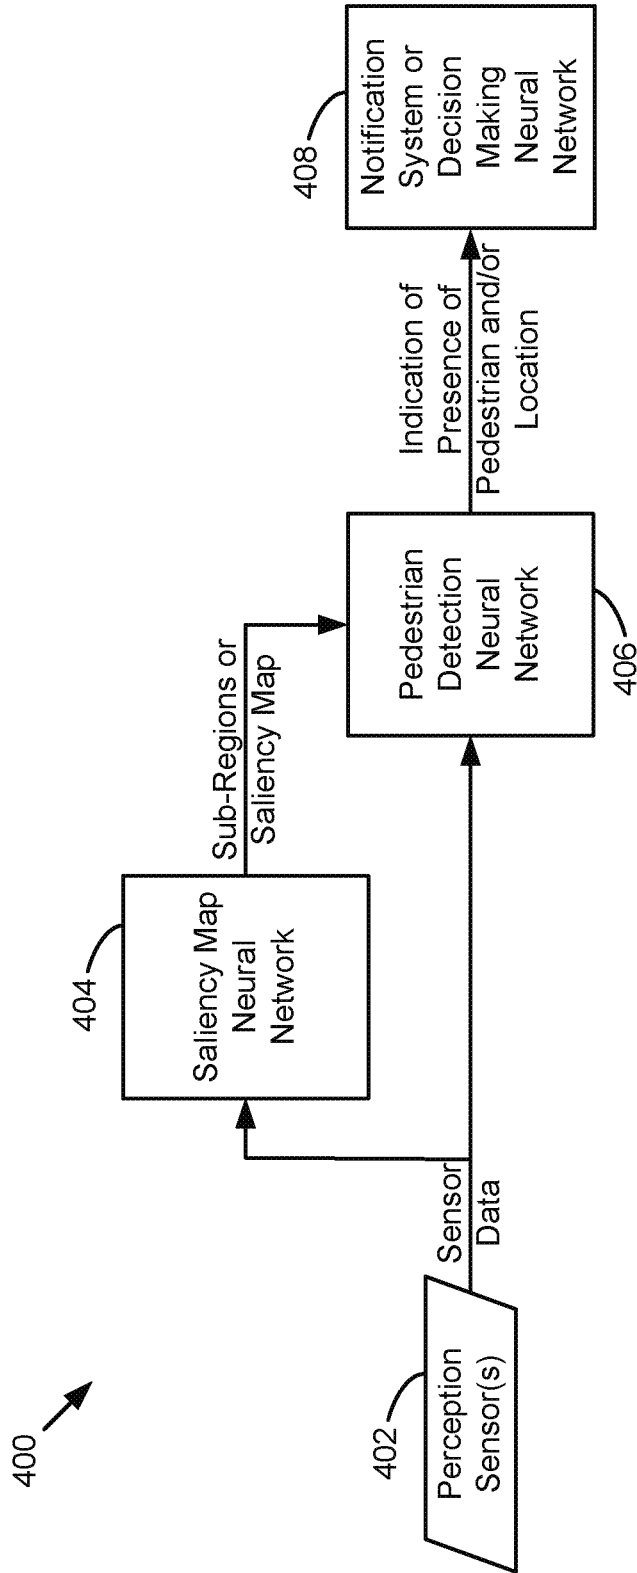 400
402
Perception
Sensor(s)
Sensor
Data
404
Saliency Map
Neural
Network
Sub-Regions or
Saliency Map
Pedestrian
Detection
Neural
Network
406
Indication of
Presence of
Pedestrian and/or
Location
408
Notification
System or
Decision
Making
Neural
Network